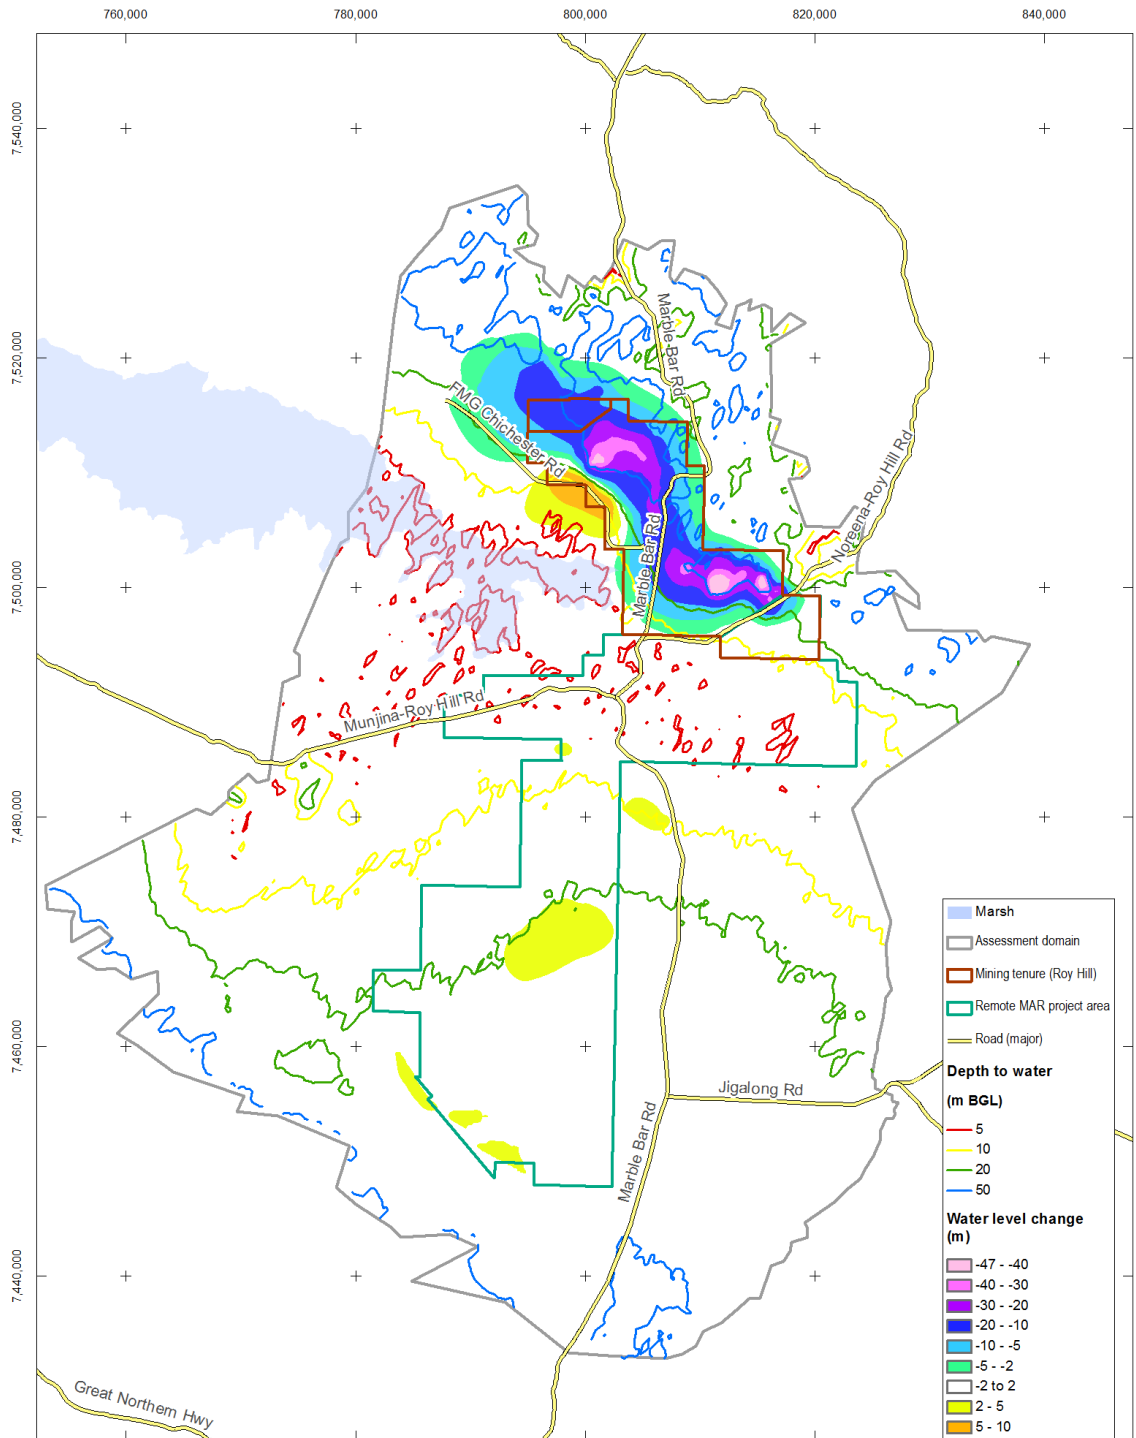 760,000
780,000
800,000
820,000
840,000
7,540,000
7,520,000
7,500,000
7,480,000
7,460,000
7,440,000
Marble Bar Rd
FMG Chichester Rd
Noreena-Roy Hill Rd
Marble Bar Rd
Munjina-Roy Hill Rd
Jigalong Rd
Marble Bar Rd
Great Northern Hwy
Marsh
Assessment domain
Mining tenure (Roy Hill)
Remote MAR project area
Road (major)
Depth to water
(m BGL)
5
10
20
50
Water level change
(m)
-47 - -40
-40 - -30
-30 - -20
-20 - -10
-10 - -5
-5 - -2
-2 to 2
2 - 5
5 - 10